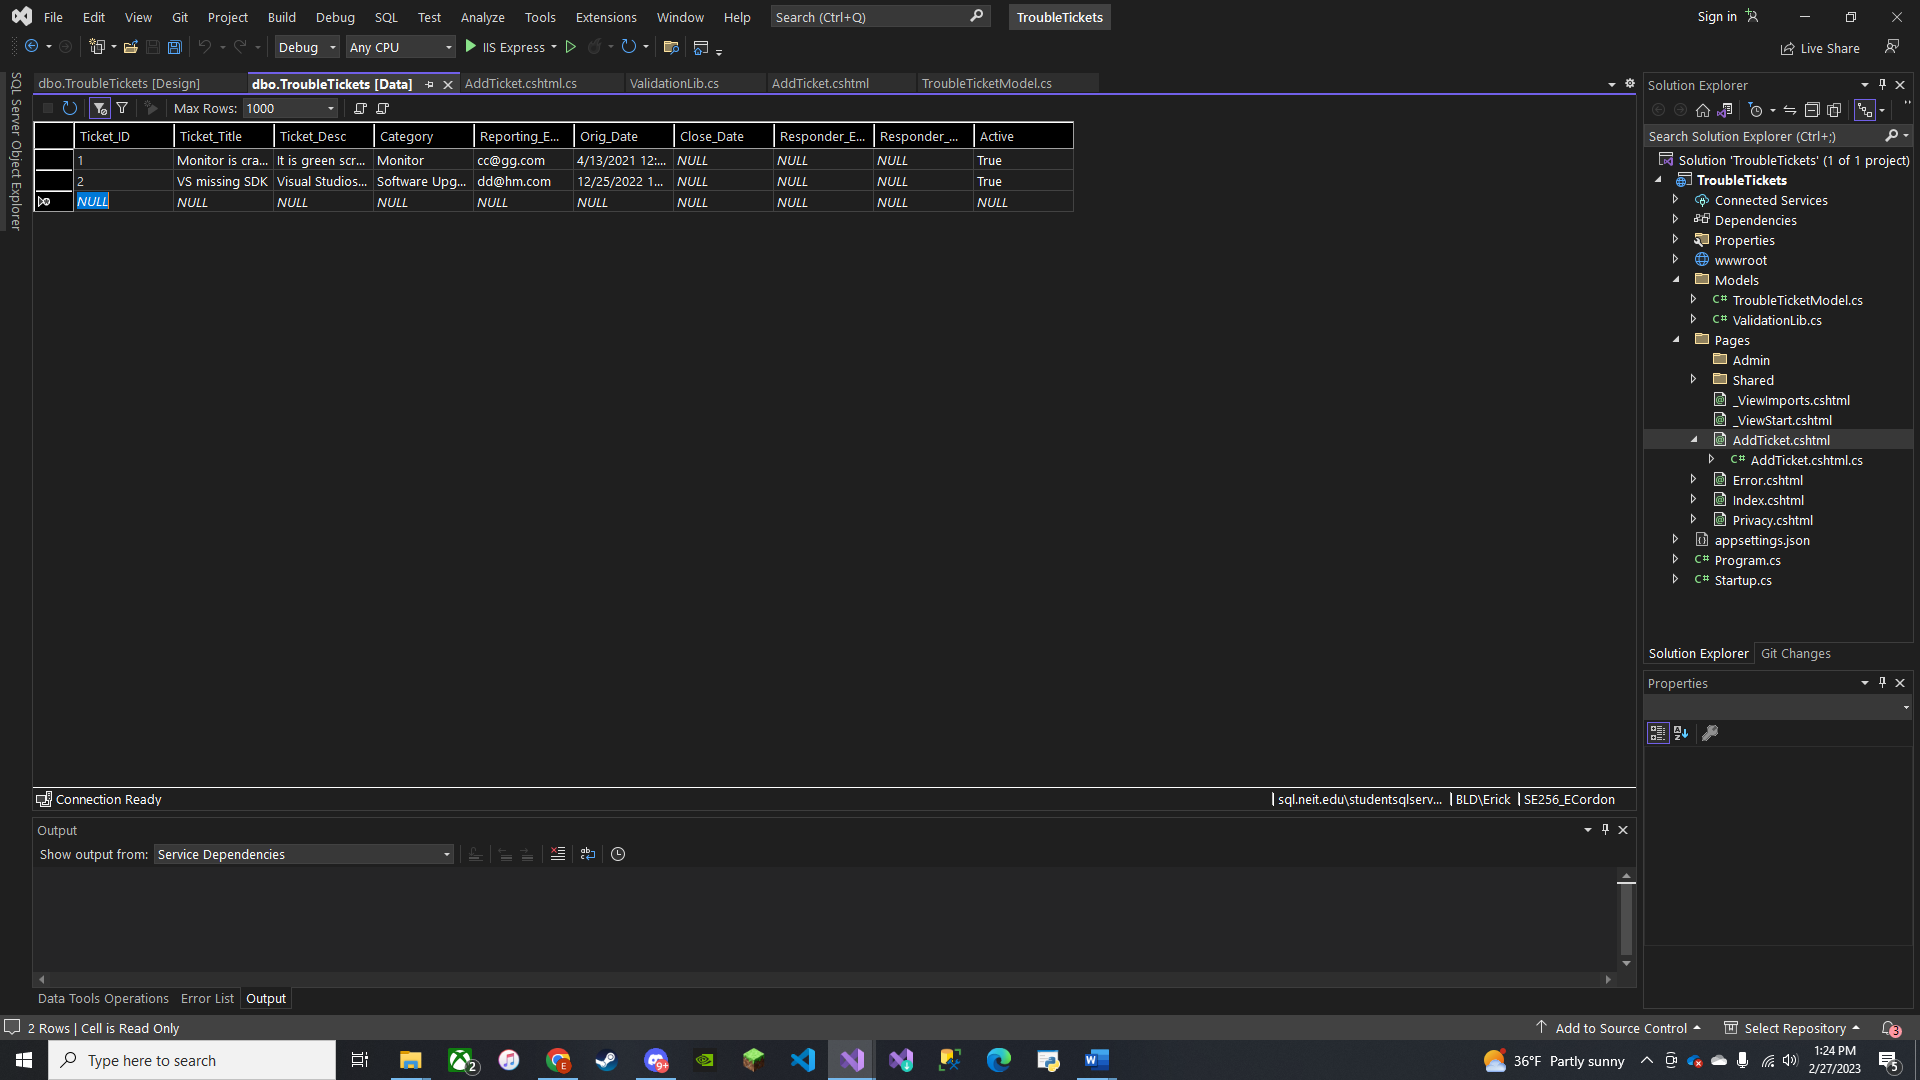 File Edit View Git Project Build Debug SQL Test Analyze Tools Extensions Window Help Search (Ctrl+Q) TroubleTickets Sign in
Debug Any CPU IIS Express Live Share
SQL Server Object Explorer
dbo.TroubleTickets [Design] dbo.TroubleTickets [Data] AddTicket.cshtml.cs ValidationLib.cs AddTicket.cshtml TroubleTicketModel.cs
Max Rows: 1000
Ticket_ID Ticket_Title Ticket_Desc Category Reporting_E... Orig_Date Close_Date Responder_E... Responder_... Active
1 Monitor is cra... It is green scr... Monitor cc@gg.com 4/13/2021 12:... NULL NULL NULL True
2 VS missing SDK Visual Studios... Software Upg... dd@hm.com 12/25/2022 1... NULL NULL NULL True
NULL NULL NULL NULL NULL NULL NULL NULL NULL NULL
Connection Ready sql.neit.edu\studentsqlserv... BLD\Erick SE256_ECordon
Output
Show output from: Service Dependencies
Data Tools Operations Error List Output
Solution Explorer
Search Solution Explorer (Ctrl+;)
Solution 'TroubleTickets' (1 of 1 project)
TroubleTickets
Connected Services
Dependencies
Properties
wwwroot
Models
C# TroubleTicketModel.cs
C# ValidationLib.cs
Pages
Admin
Shared
_ViewImports.cshtml
_ViewStart.cshtml
AddTicket.cshtml
C# AddTicket.cshtml.cs
Error.cshtml
Index.cshtml
Privacy.cshtml
appsettings.json
C# Program.cs
C# Startup.cs
Solution Explorer Git Changes
Properties
2 Rows | Cell is Read Only Add to Source Control Select Repository 3
Type here to search 2 E 9+ W 36°F Partly sunny 1:24 PM 5
2/27/2023